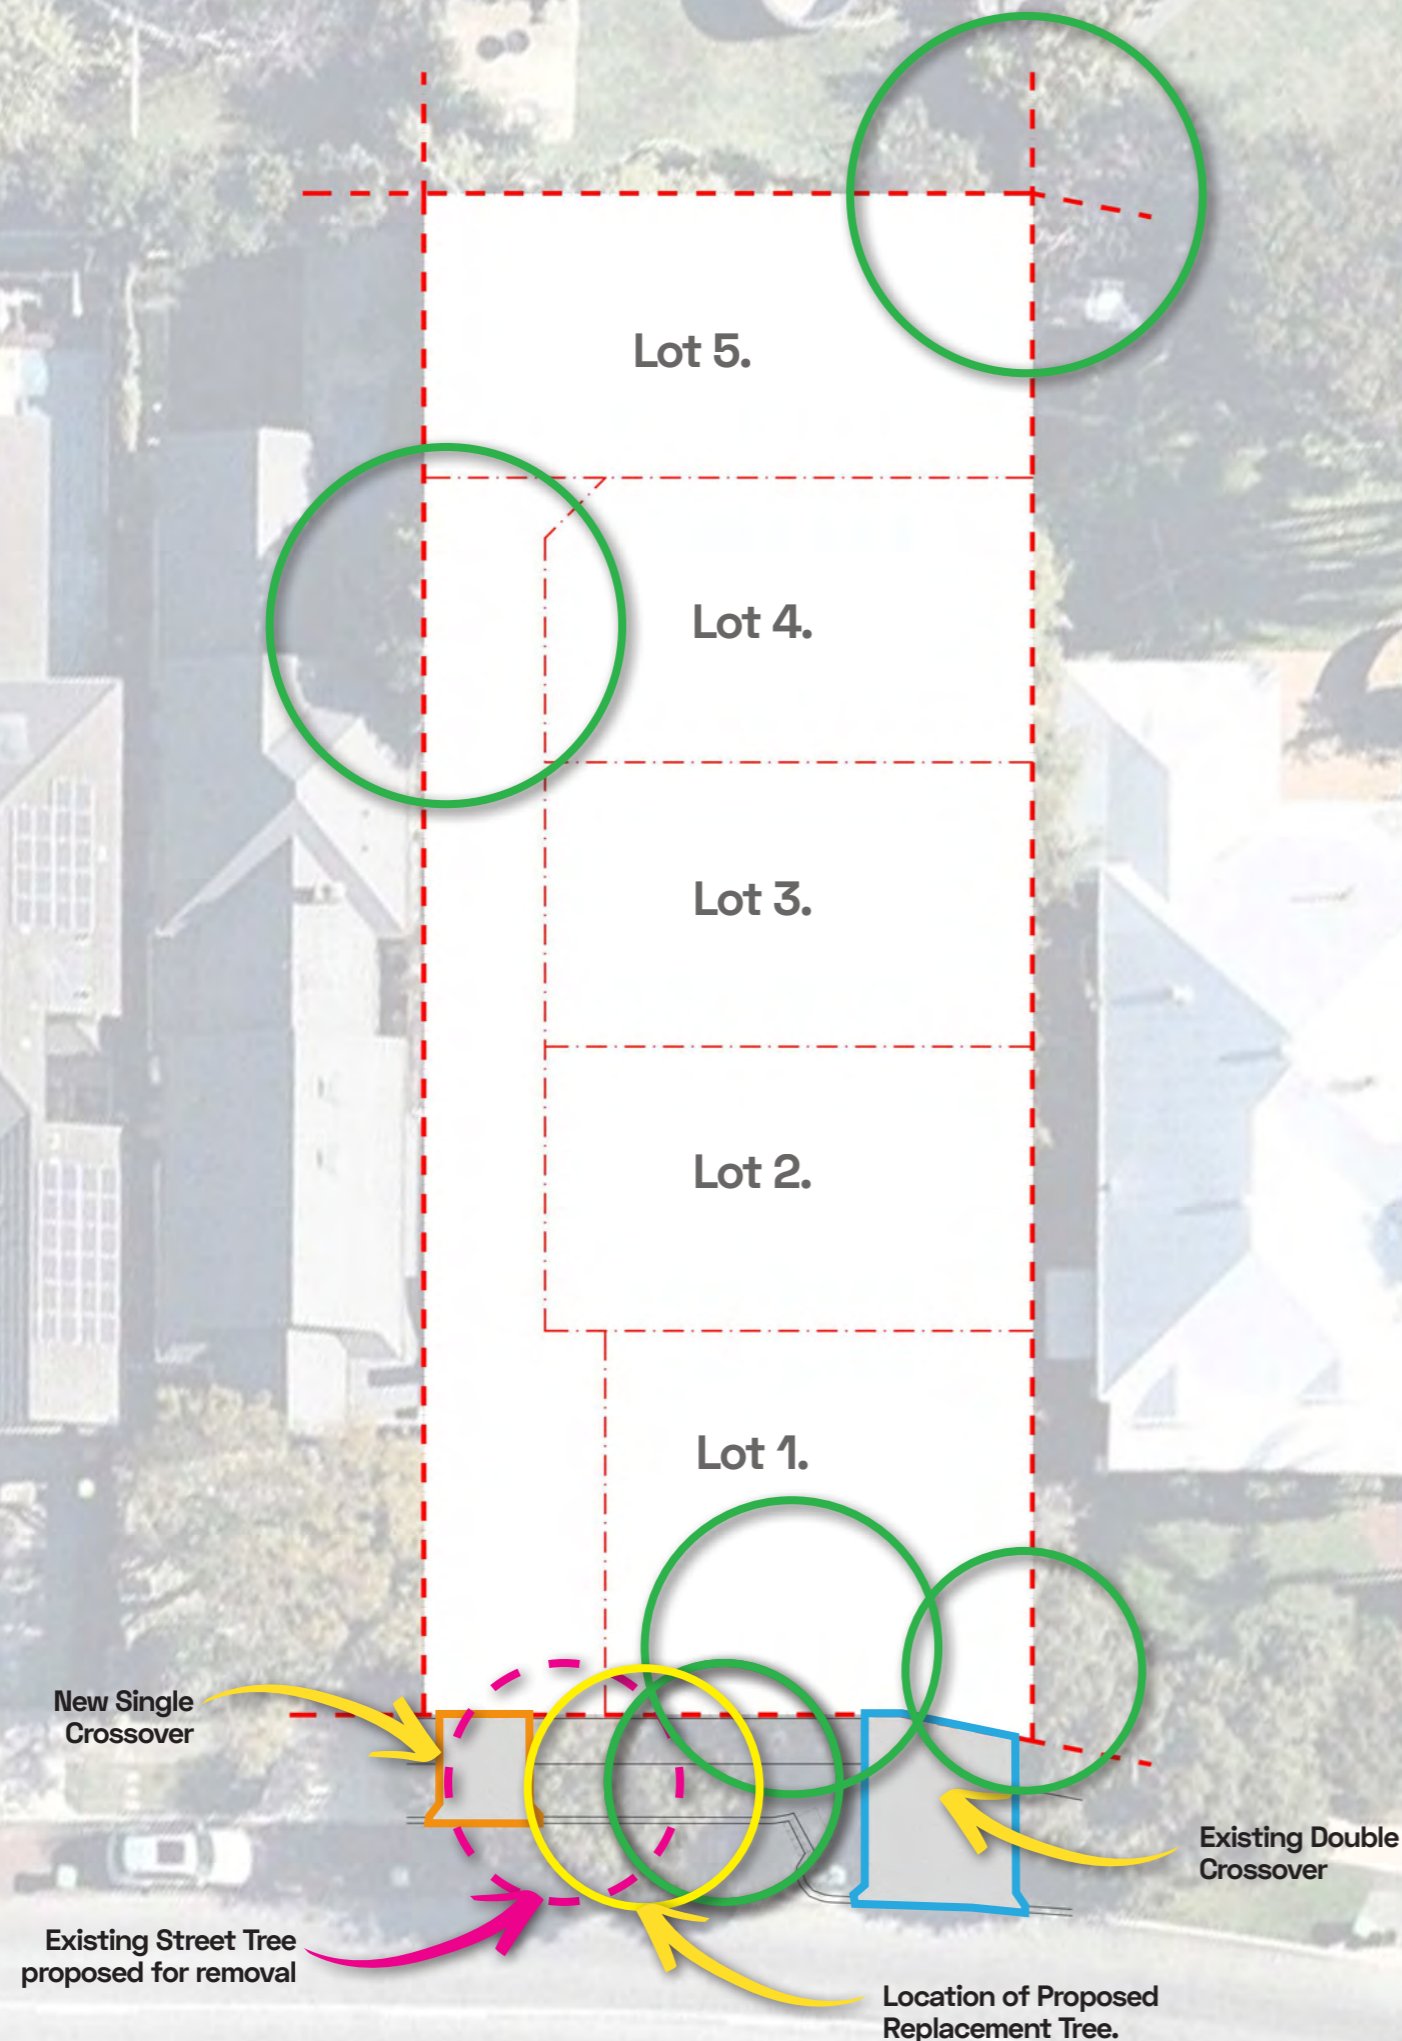 Lot 5.
Lot 4.
Lot 3.
Lot 2.
Lot 1.
New Single
Crossover
Existing Double
Crossover
Existing Street Tree
proposed for removal
Location of Proposed
Replacement Tree.